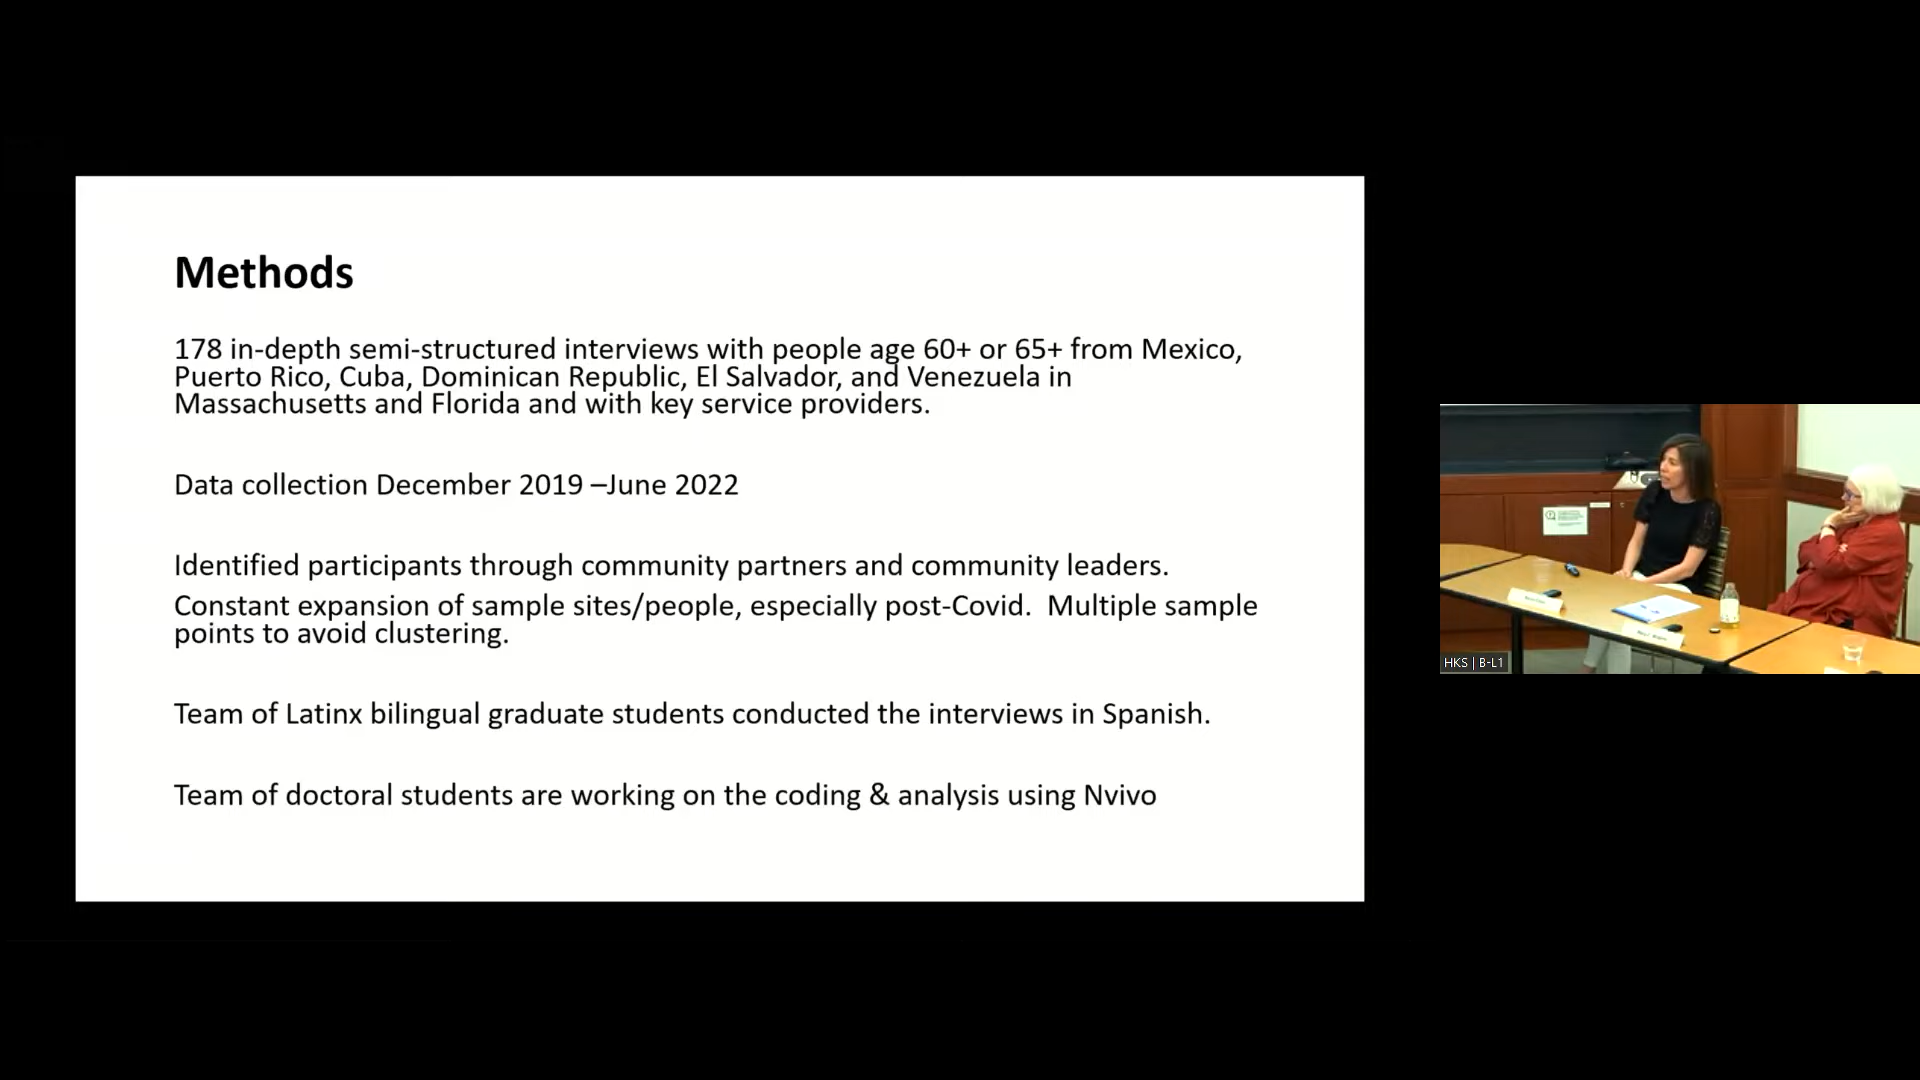 Methods
178 in-depth semi-structured interviews with people age 60+ or 65+ from Mexico,
Puerto Rico, Cuba, Dominican Republic, El Salvador, and Venezuela in
Massachusetts and Florida and with key service providers.
Data collection December 2019 –June 2022
Identified participants through community partners and community leaders.
Constant expansion of sample sites/people, especially post-Covid.  Multiple sample
points to avoid clustering.
Team of Latinx bilingual graduate students conducted the interviews in Spanish.
Team of doctoral students are working on the coding & analysis using Nvivo
HKS | B-L1